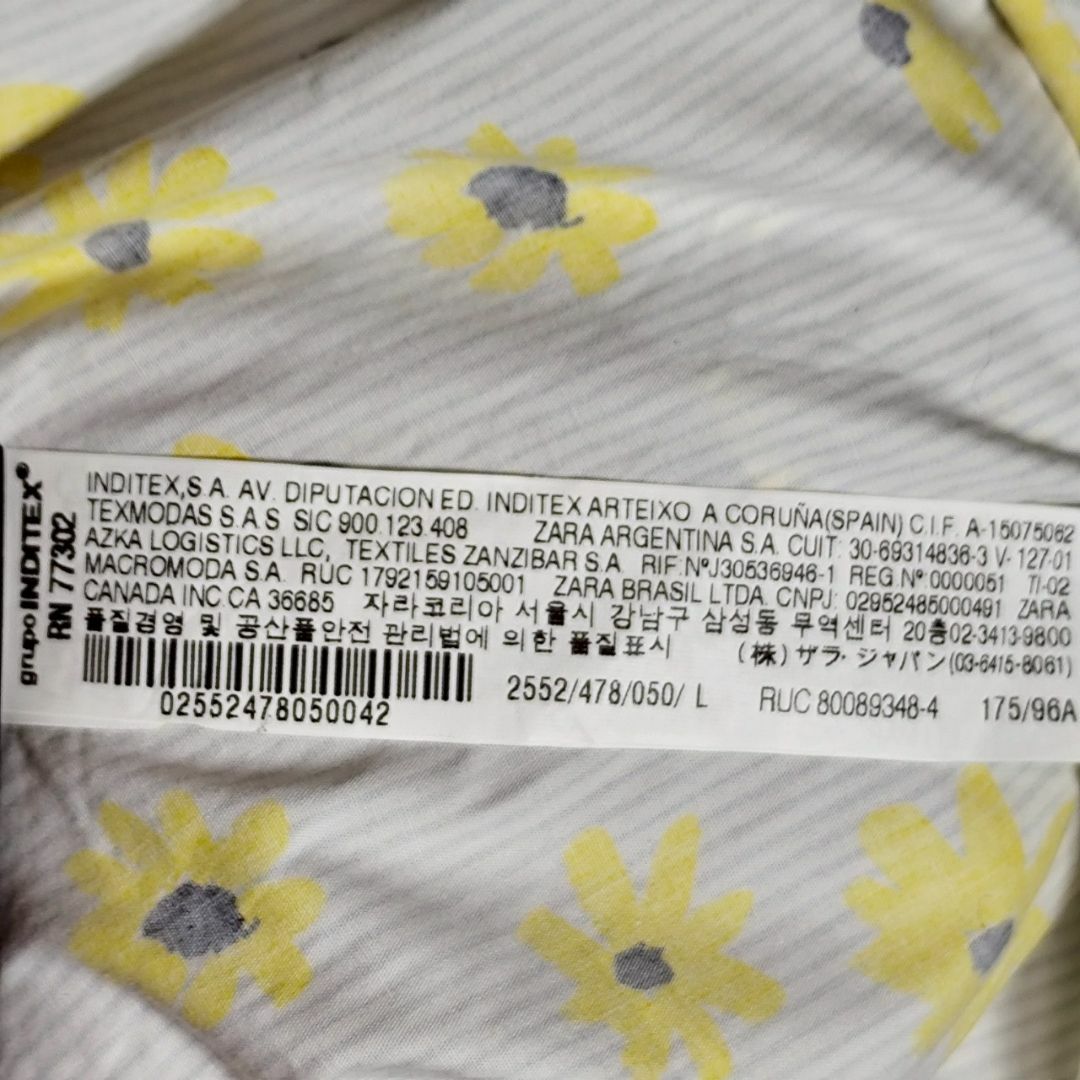 grupo INDITEX®
RN 77302
INDITEX,S.A. AV. DIPUTACION ED. INDITEX ARTEIXO A CORUÑA(SPAIN) C.I.F. A-15075062
TEXMODAS S.A.S. SIC 900.123.408 ZARA ARGENTINA S.A. CUIT: 30-69314836-3 V-127-01
AZKA LOGISTICS LLC, TEXTILES ZANZIBAR S.A. RIF.NºJ30536946-1 REG.Nº:0000051 TI-02
MACROMODA S.A. RUC 1792159105001 ZARA BRASIL LTDA. CNPJ: 02952485000491 ZARA
CANADA INC CA 36685 자라코리아 서울시 강남구 삼성동 무역센터 20층02-3413-9800
품질경영 및 공산품안전 관리법에 의한 품질표시 (株)ザラ・ジャパン(03-6415-8061)
02552478050042 2552/478/050/ L RUC 80089348-4 175/96A